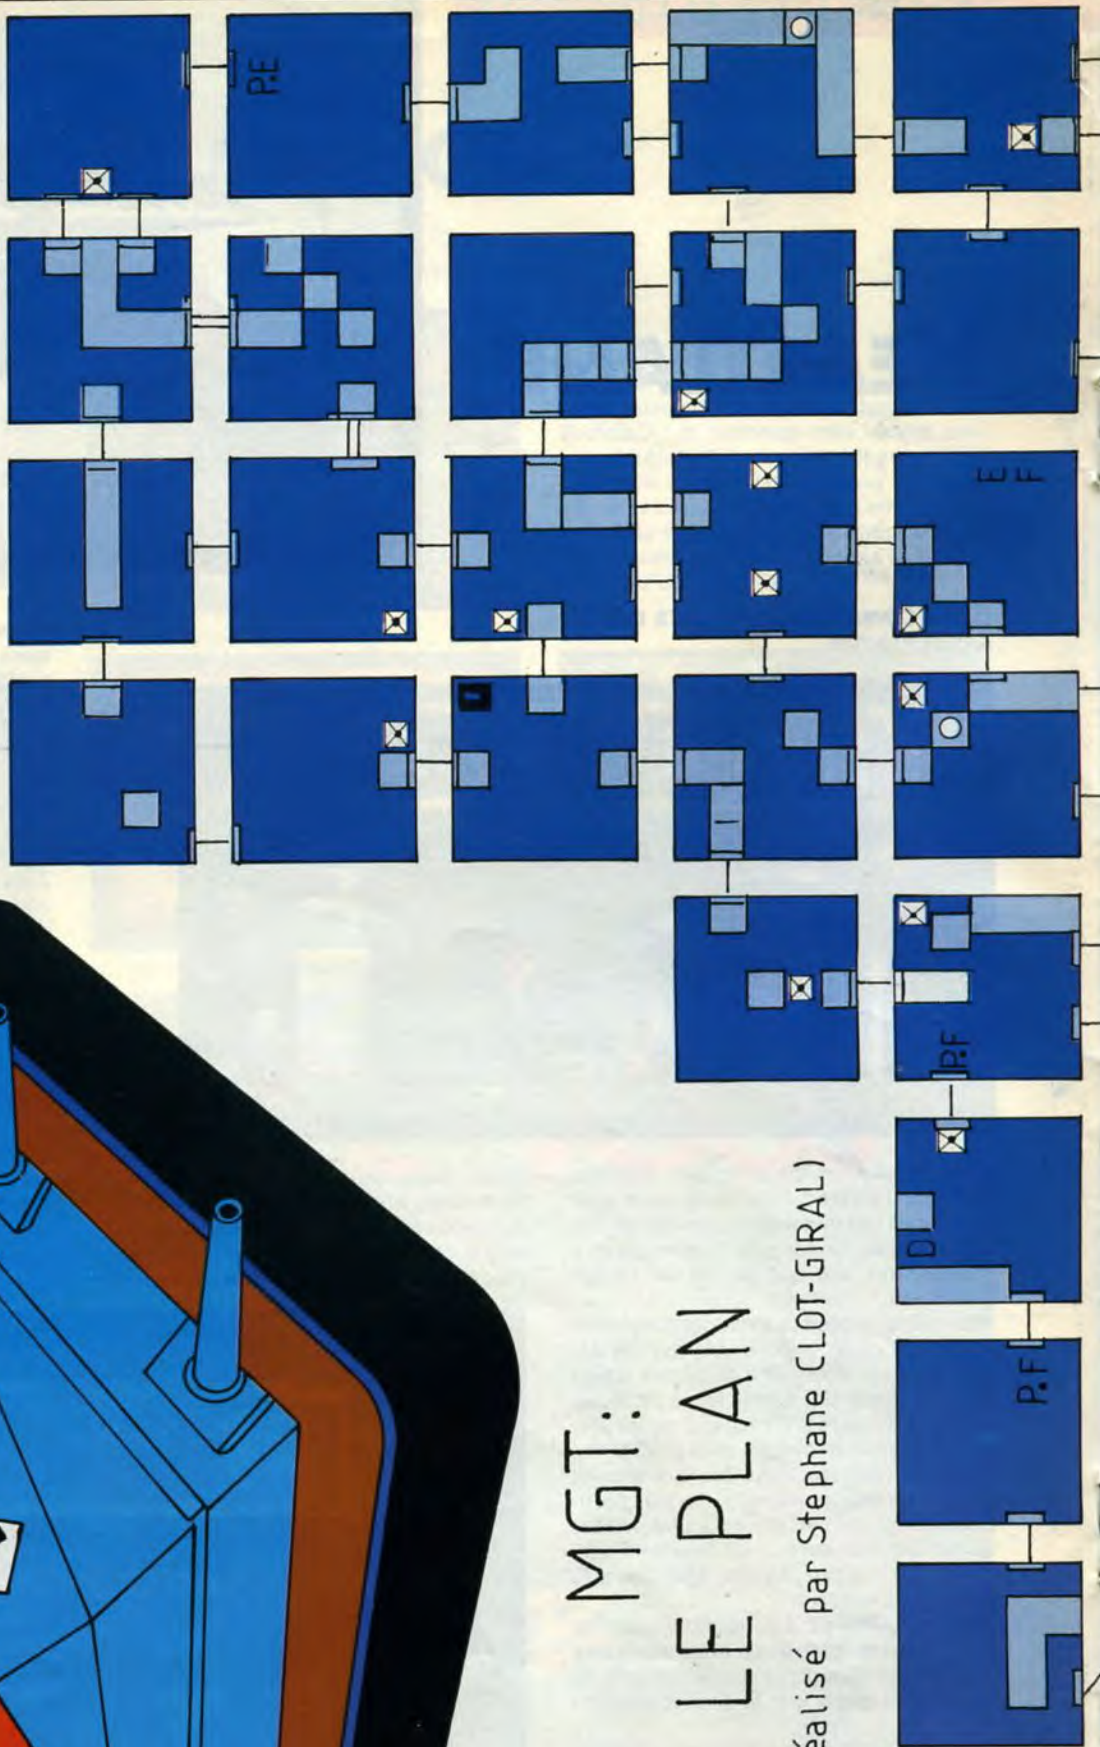 MGT:
LE PLAN
éalisé par Stephane CLOT-GIRAL)
P.E
E
F
P.F
D
P.F